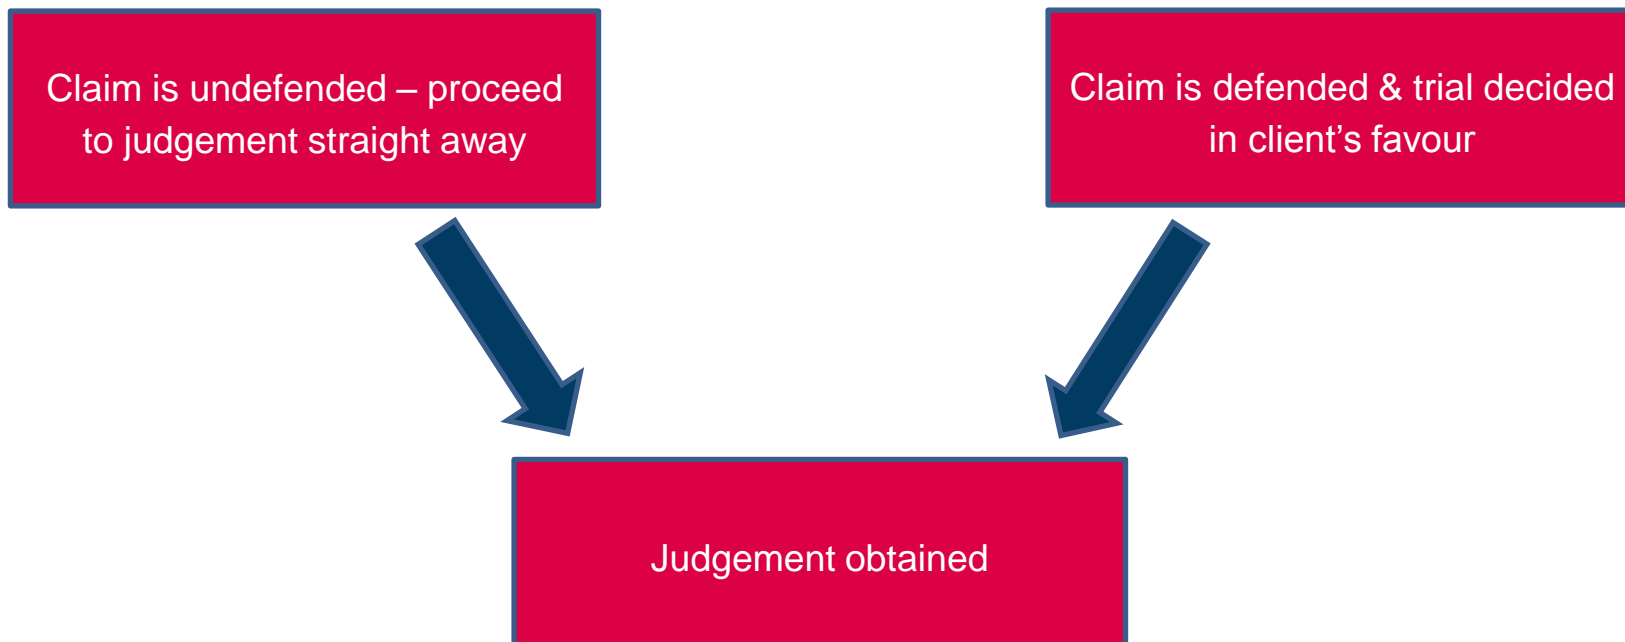 Claim is undefended – proceed
to judgement straight away
Claim is defended & trial decided
in client’s favour
Judgement obtained